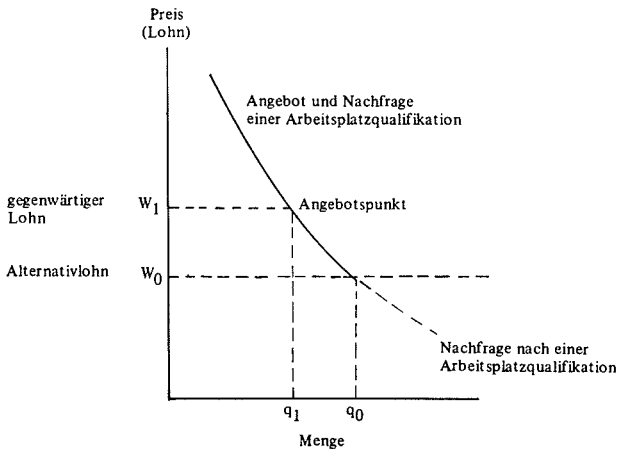 Preis
(Lohn)
Angebot und Nachfrage
einer Arbeitsplatzqualifikation
gegenwärtiger
Lohn
W1
Angebotspunkt
Alternativlohn
W0
Nachfrage nach einer
Arbeitsplatzqualifikation
q1
q0
Menge